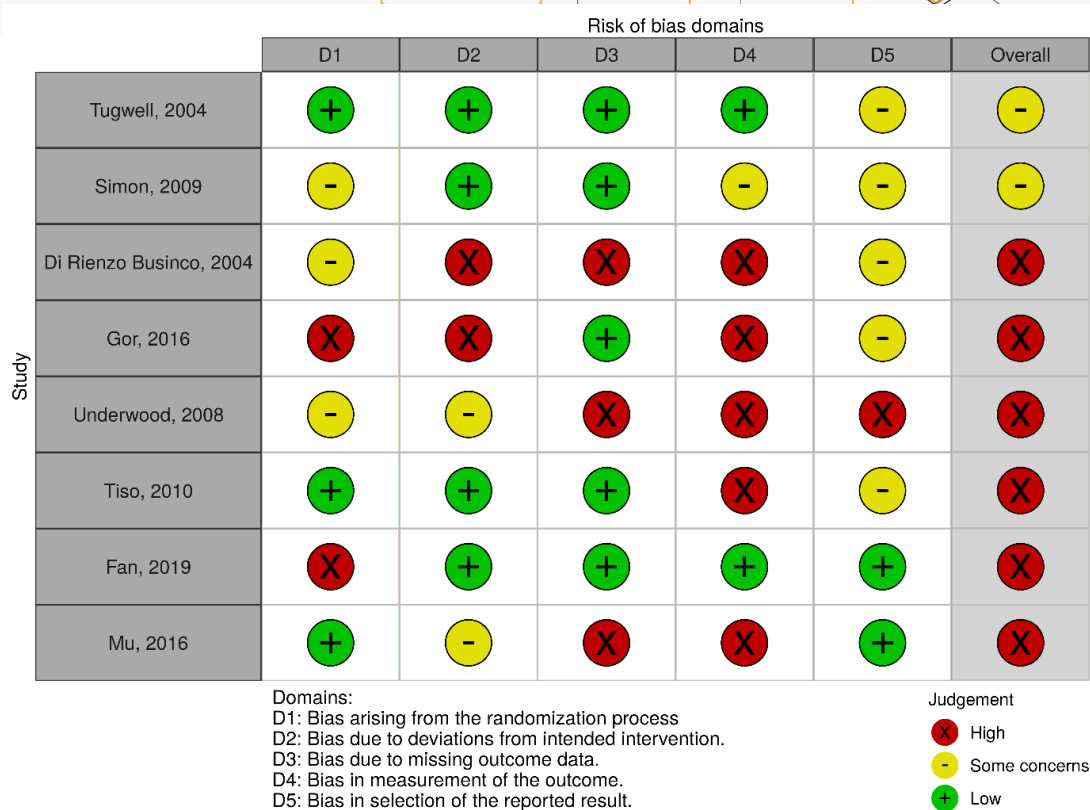 Risk of bias domains
D1 D2 D3 D4 D5 Overall
Tugwell, 2004 + + + + - -
Simon, 2009 - + + - - -
Di Rienzo Businco, 2004 - X X X - X
Gor, 2016 X X + X - X
Study
Underwood, 2008 - - X X X X
Tiso, 2010 + + + X - X
Fan, 2019 X + + + + X
Mu, 2016 + - X X + X
Domains:
D1: Bias arising from the randomization process
D2: Bias due to deviations from intended intervention.
D3: Bias due to missing outcome data.
D4: Bias in measurement of the outcome.
D5: Bias in selection of the reported result.
Judgement
X High
- Some concerns
+ Low